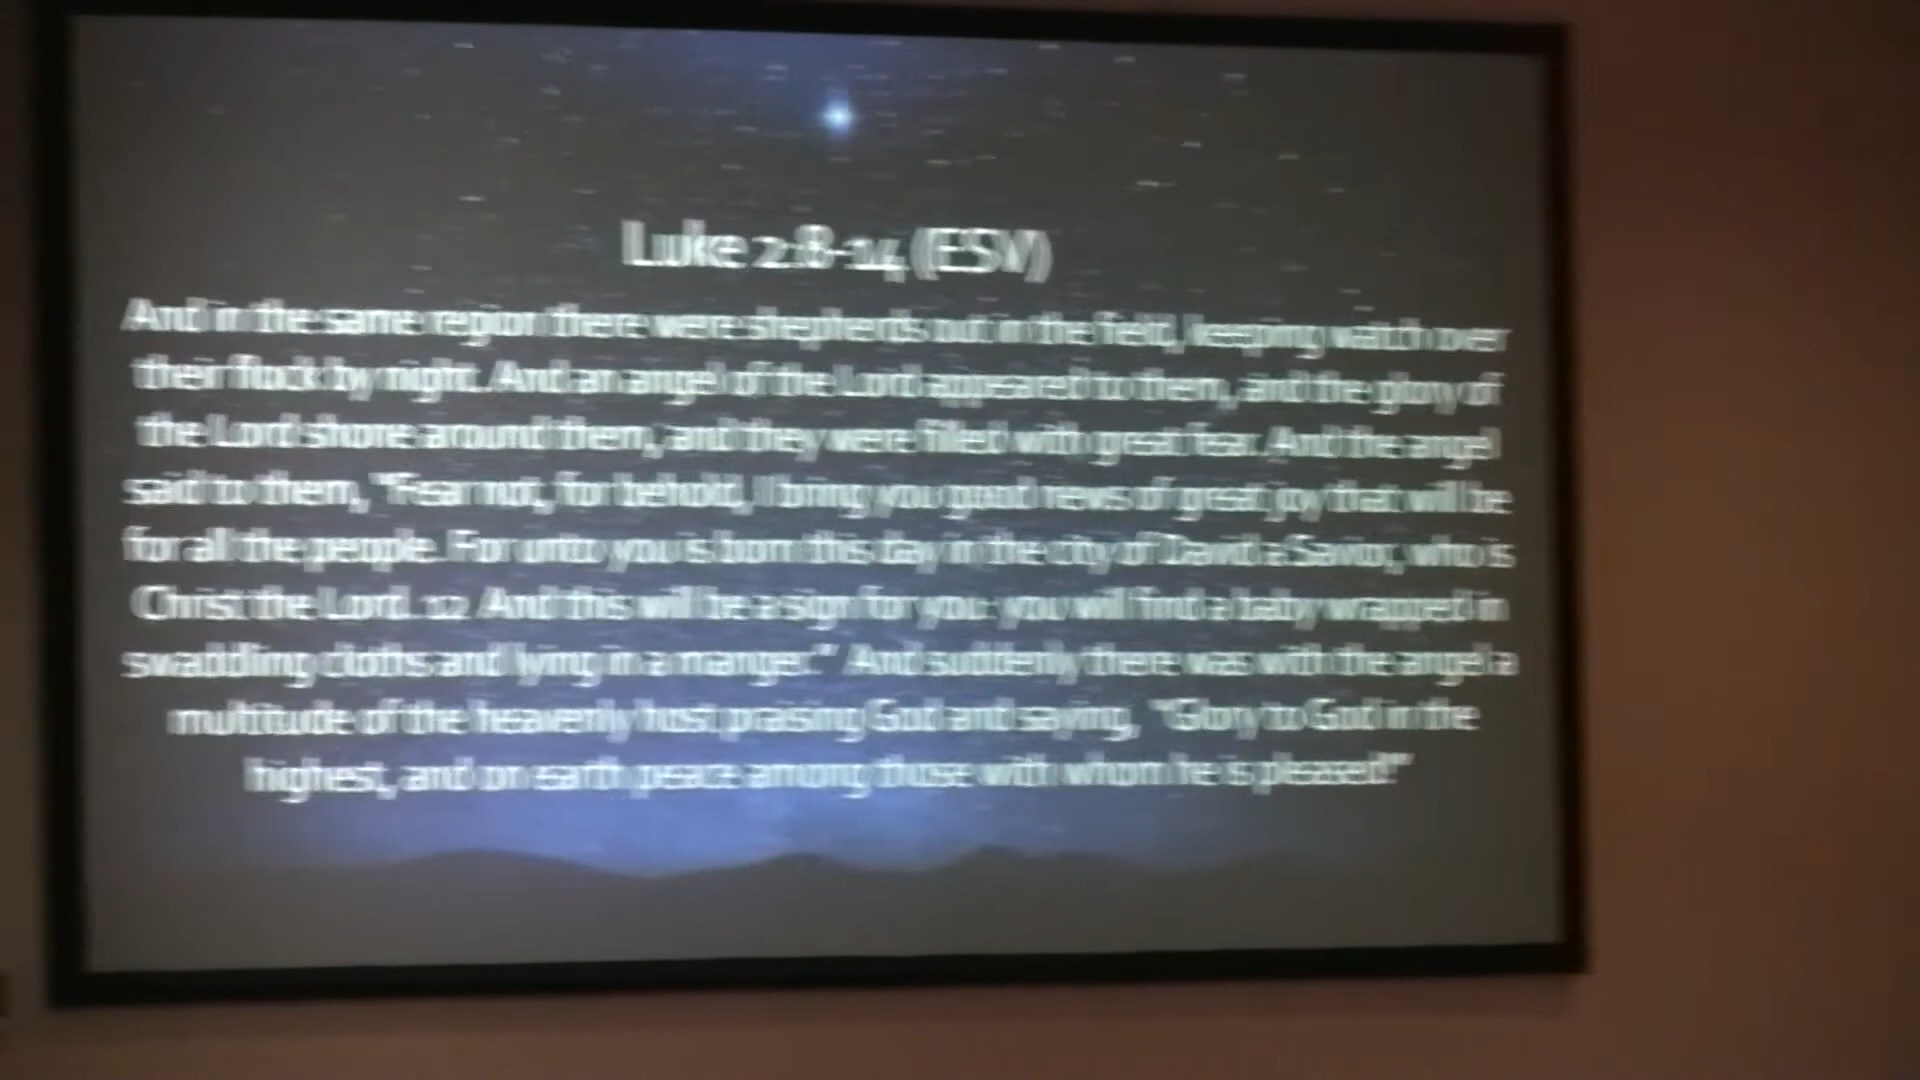 Luke 2:8-14 (ESV)
And in the same region there were shepherds out in the field, keeping watch over
their flock by night. And an angel of the Lord appeared to them, and the glory of
the Lord shone around them, and they were filled with great fear. And the angel
said to them, "Fear not, for behold, I bring you good news of great joy that will be
for all the people. For unto you is born this day in the city of David a Savior, who is
Christ the Lord. 12 And this will be a sign for you: you will find a baby wrapped in
swaddling cloths and lying in a manger." And suddenly there was with the angel a
multitude of the heavenly host praising God and saying, "Glory to God in the
highest, and on earth peace among those with whom he is pleased!"